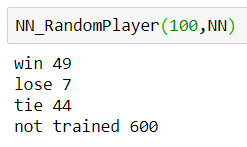 NN_RandomPlayer(100,NN)
win 49
lose 7
tie 44
not trained 600